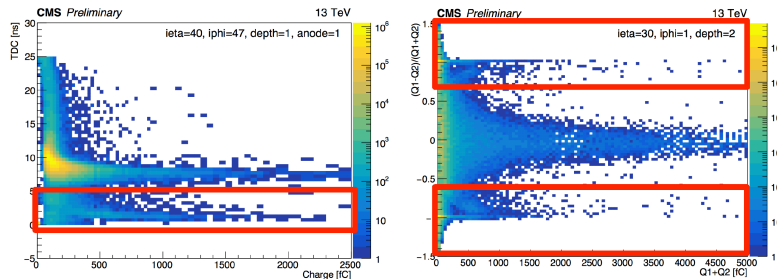 CMS Preliminary 13 TeV
TDC [ns]
ieta=40, iphi=47, depth=1, anode=1
30
25
20
15
10
5
0
−5
0 500 1000 1500 2000 2500
Charge [fC]
10⁶
10⁵
10⁴
10³
10²
10
1
CMS Preliminary 13 TeV
(Q1-Q2)/(Q1+Q2)
ieta=30, iphi=1, depth=2
1.5
0.5
0
−0.5
−1
−1.5
0 500 1000 1500 2000 2500 3000 3500 4000 4500 5000
Q1+Q2 [fC]
1